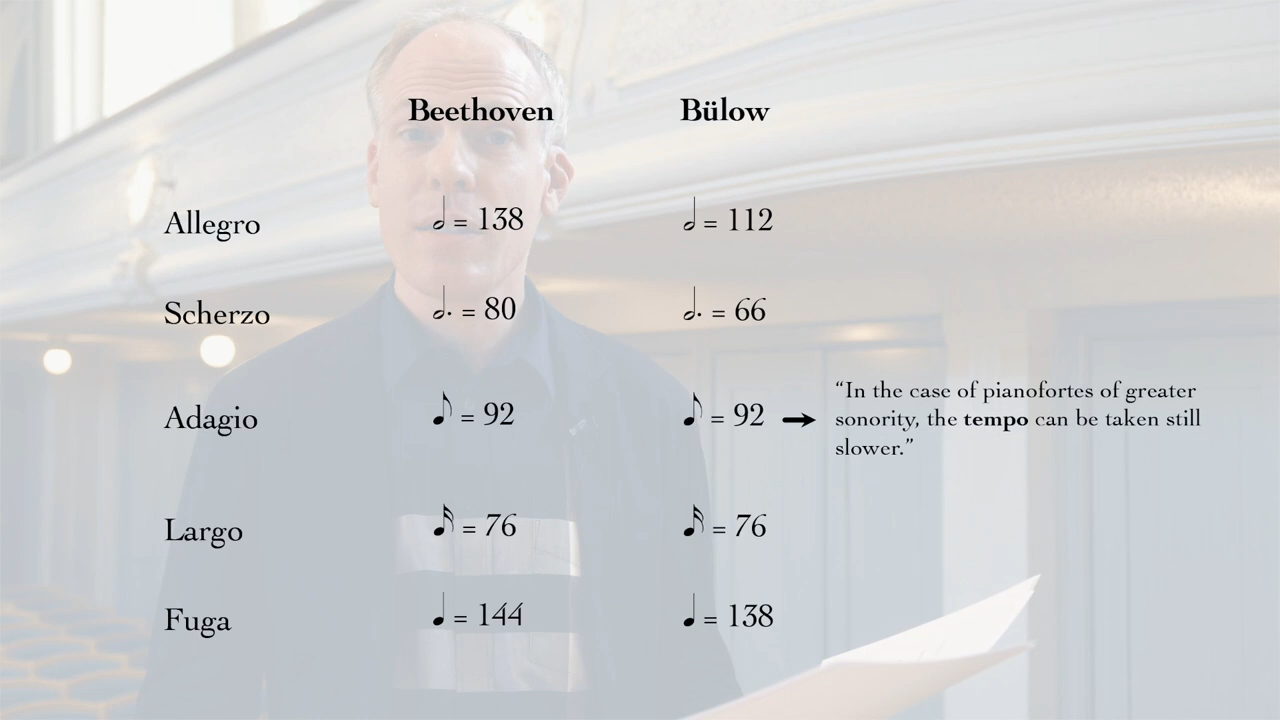 Beethoven Bülow
Allegro 𝅗𝅥 = 138 𝅗𝅥 = 112
Scherzo 𝅗𝅥. = 80 𝅗𝅥. = 66
Adagio ♪ = 92 ♪ = 92 → “In the case of pianofortes of greater
sonority, the tempo can be taken still
slower.”
Largo 𝅘𝅥𝅯 = 76 𝅘𝅥𝅯 = 76
Fuga ♩ = 144 ♩ = 138